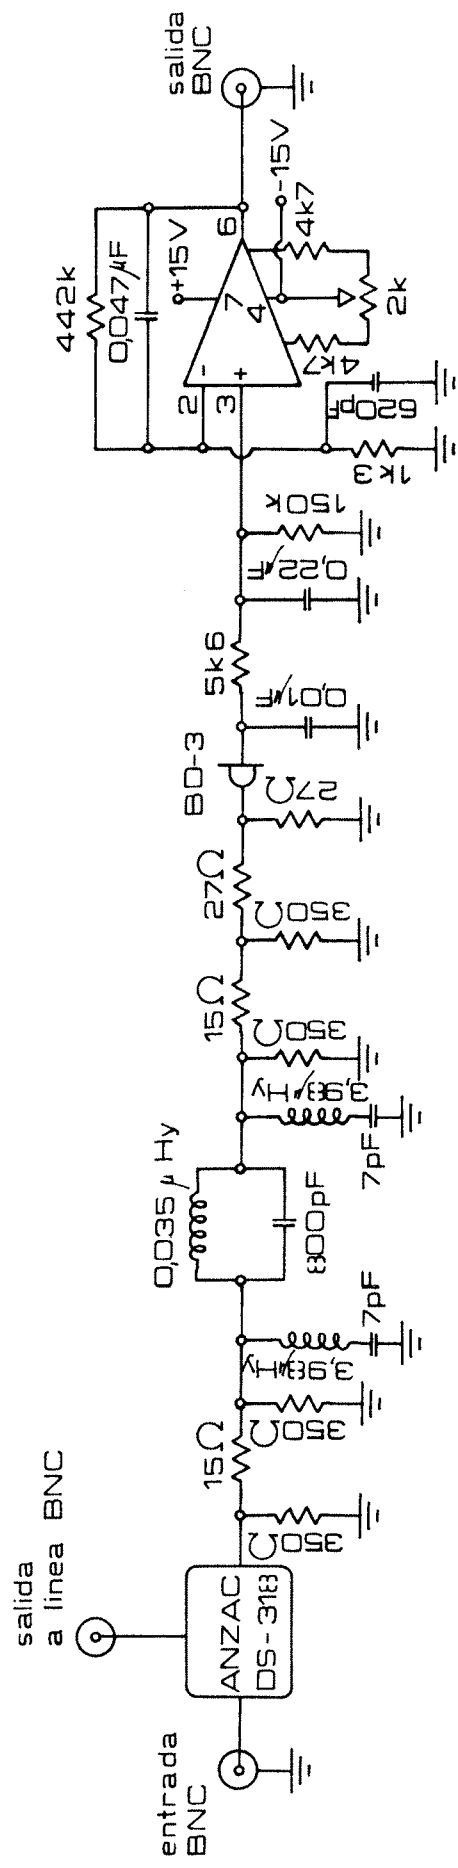 entrada
BNC
salida
a linea BNC
ANZAC
DS-318
350Ω
15Ω
350Ω
3,98μHy
7pF
0,035μHy
800pF
3,98μHy
7pF
350Ω
15Ω
350Ω
27Ω
27Ω
BD-3
0,01μF
5k6
0,22μF
150k
442k
0,047μF
1k3
620pF
2
-
3
+
7
+15V
4
6
-15V
4k7
4k7
2k
salida
BNC